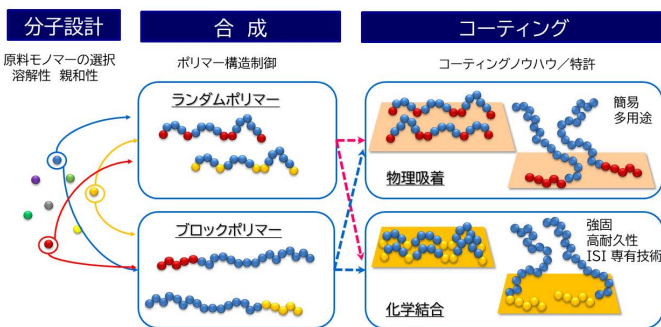 分子設計
合 成
コーティング
原料モノマーの選択
溶解性 親和性
ポリマー構造制御
コーティングノウハウ／特許
ランダムポリマー
簡易
多用途
物理吸着
ブロックポリマー
強固
高耐久性
ISI 専有技術
化学結合